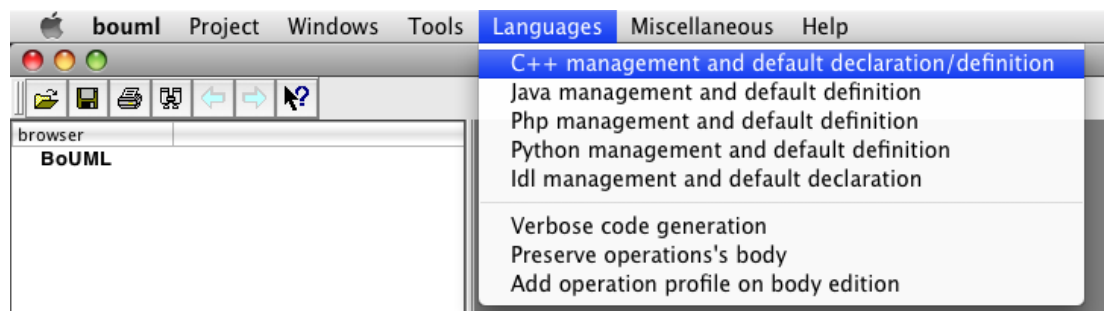 bouml Project Windows Tools Languages Miscellaneous Help
C++ management and default declaration/definition
Java management and default definition
Php management and default definition
Python management and default definition
Idl management and default declaration
Verbose code generation
Preserve operations's body
Add operation profile on body edition
browser
BoUML